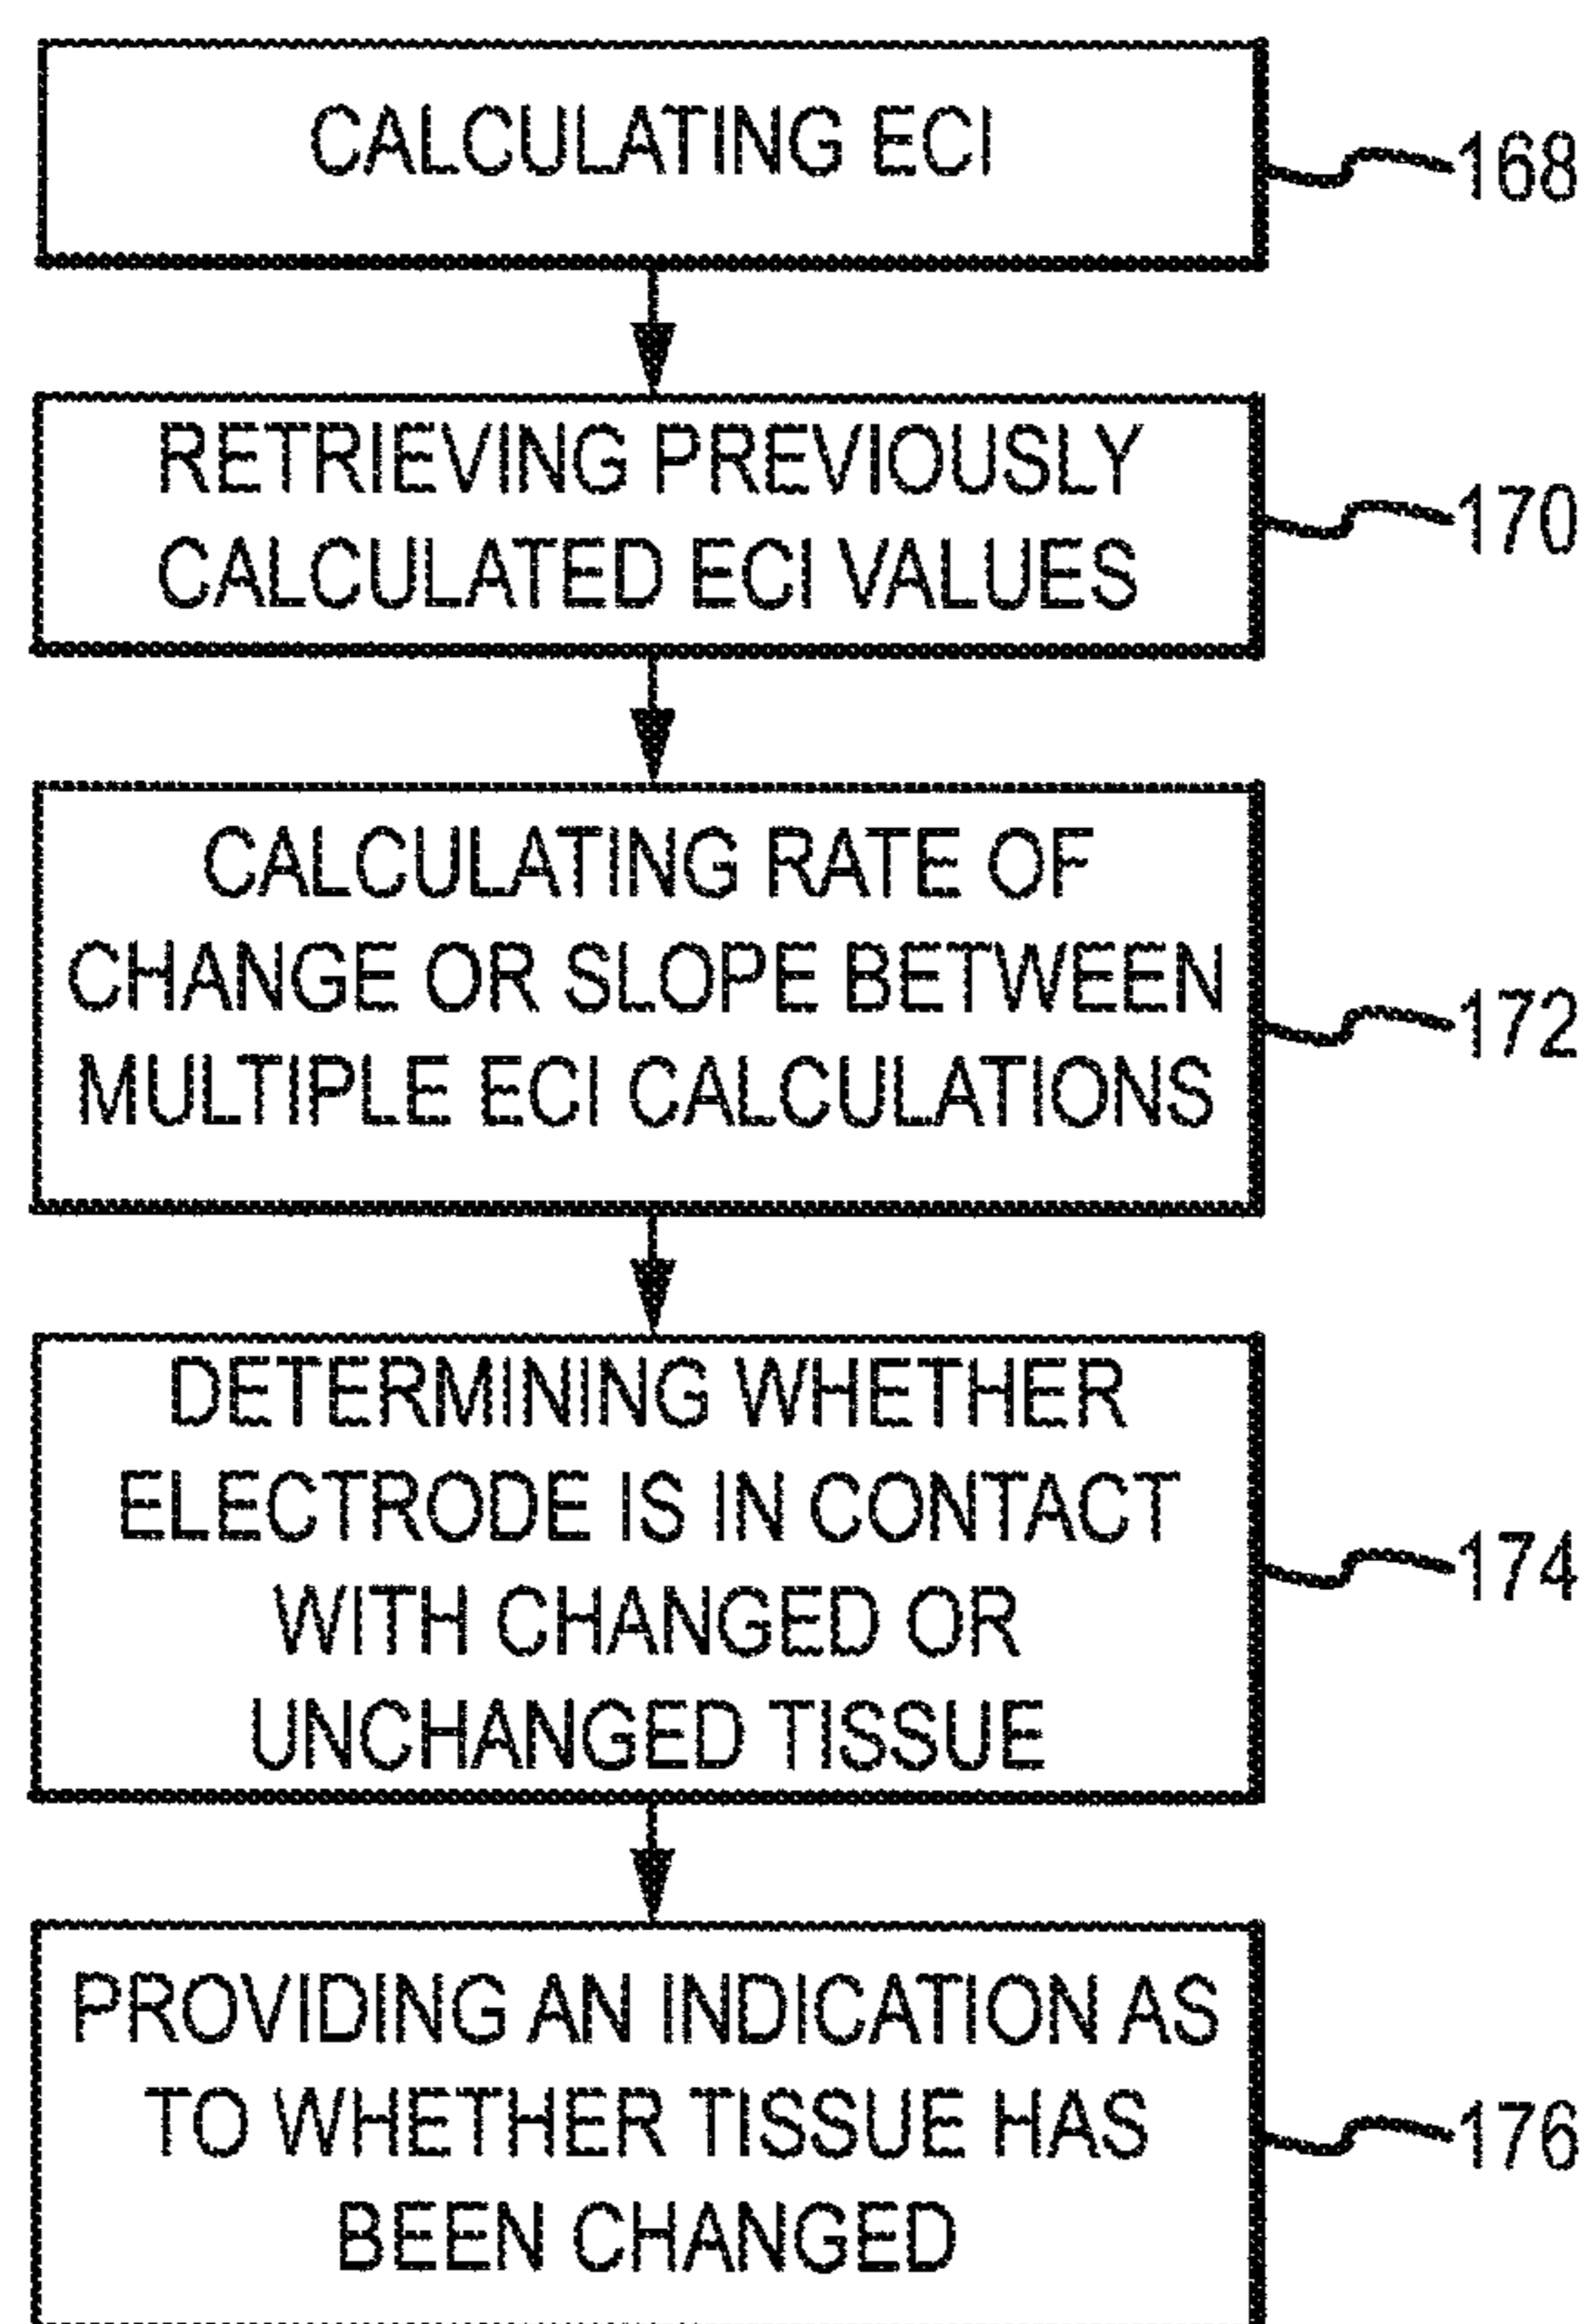 CALCULATING ECI
168
RETRIEVING PREVIOUSLY
CALCULATED ECI VALUES
170
CALCULATING RATE OF
CHANGE OR SLOPE BETWEEN
MULTIPLE ECI CALCULATIONS
172
DETERMINING WHETHER
ELECTRODE IS IN CONTACT
WITH CHANGED OR
UNCHANGED TISSUE
174
PROVIDING AN INDICATION AS
TO WHETHER TISSUE HAS
BEEN CHANGED
176